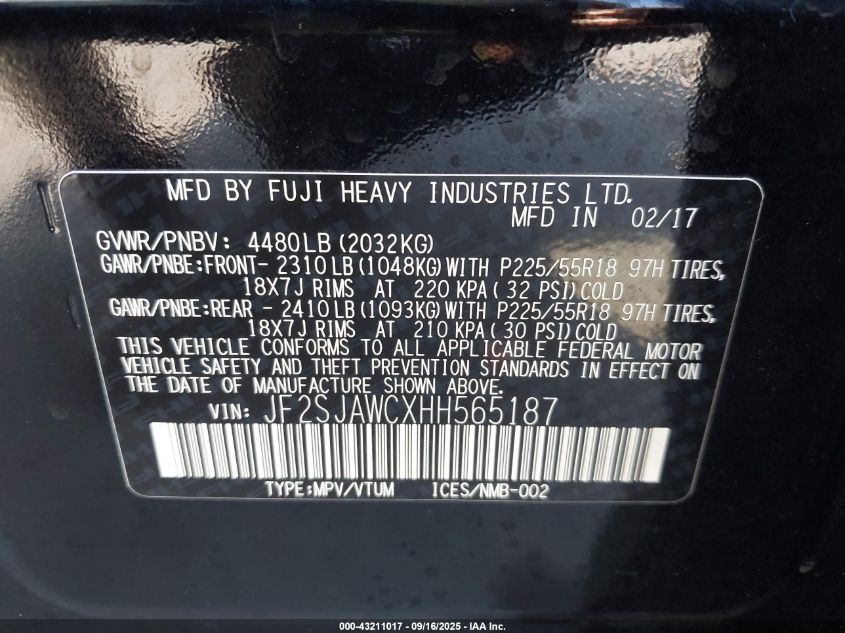 MFD BY FUJI HEAVY INDUSTRIES LTD.
MFD IN 02/17
GVWR/PNBV: 4480LB (2032KG)
GAWR/PNBE:FRONT- 2310LB (1048KG) WITH P225/55R18 97H TIRES,
18X7J RIMS AT 220 KPA ( 32 PSI) COLD
GAWR/PNBE:REAR - 2410LB (1093KG) WITH P225/55R18 97H TIRES,
18X7J RIMS AT 210 KPA ( 30 PSI) COLD
THIS VEHICLE CONFORMS TO ALL APPLICABLE FEDERAL MOTOR
VEHICLE SAFETY AND THEFT PREVENTION STANDARDS IN EFFECT ON
THE DATE OF MANUFACTURE SHOWN ABOVE.
VIN: JF2SJAWCXHH565187
TYPE:MPV/VTUM ICES/NMB-002
000-43211017 - 09/16/2025 - IAA Inc.